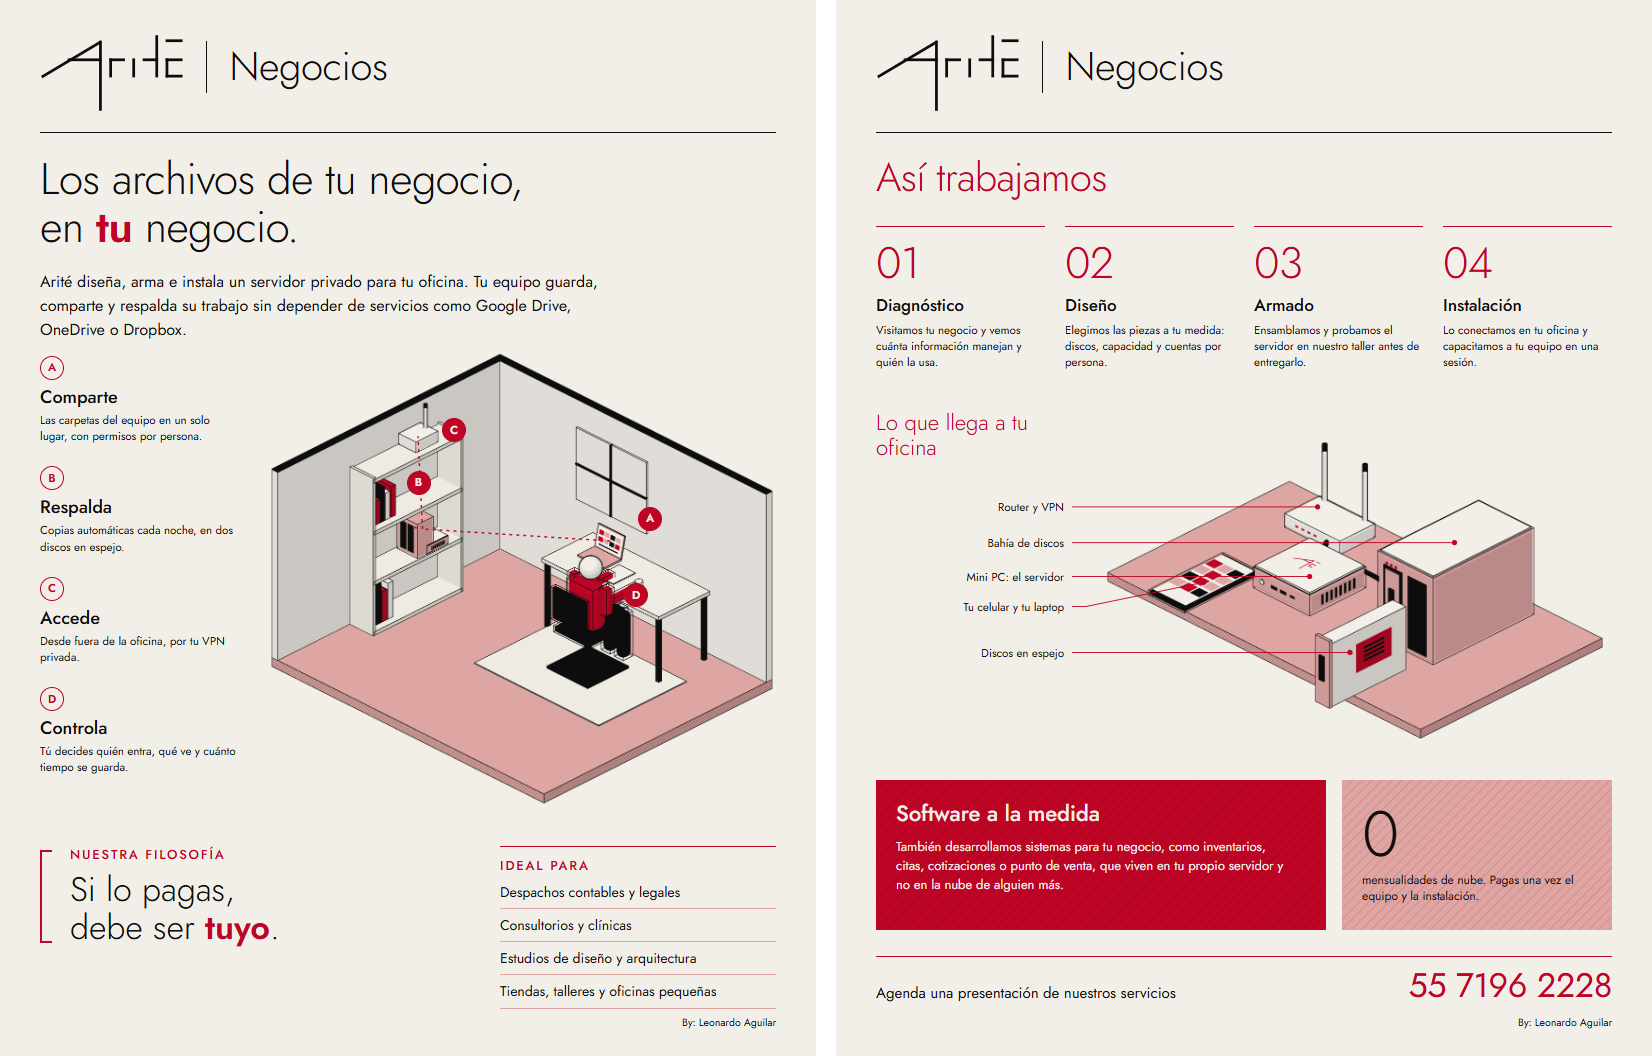 Arité | Negocios
Los archivos de tu negocio,
en tu negocio.
Arité diseña, arma e instala un servidor privado para tu oficina. Tu equipo guarda,
comparte y respalda su trabajo sin depender de servicios como Google Drive,
OneDrive o Dropbox.
A
Comparte
Las carpetas del equipo en un solo
lugar, con permisos por persona.
B
Respalda
Copias automáticas cada noche, en dos
discos en espejo.
C
Accede
Desde fuera de la oficina, por tu VPN
privada.
D
Controla
Tú decides quién entra, qué ve y cuánto
tiempo se guarda.
C
B
A
D
NUESTRA FILOSOFÍA
Si lo pagas,
debe ser tuyo.
IDEAL PARA
Despachos contables y legales
Consultorios y clínicas
Estudios de diseño y arquitectura
Tiendas, talleres y oficinas pequeñas
By: Leonardo Aguilar
Arité | Negocios
Así trabajamos
01
Diagnóstico
Visitamos tu negocio y vemos
cuánta información manejan y
quién la usa.
02
Diseño
Elegimos las piezas a tu medida:
discos, capacidad y cuentas por
persona.
03
Armado
Ensamblamos y probamos el
servidor en nuestro taller antes de
entregarlo.
04
Instalación
Lo conectamos en tu oficina y
capacitamos a tu equipo en una
sesión.
Lo que llega a tu
oficina
Router y VPN
Bahía de discos
Mini PC: el servidor
Tu celular y tu laptop
Discos en espejo
Software a la medida
También desarrollamos sistemas para tu negocio, como inventarios,
citas, cotizaciones o punto de venta, que viven en tu propio servidor y
no en la nube de alguien más.
0
mensualidades de nube. Pagas una vez el
equipo y la instalación.
Agenda una presentación de nuestros servicios
55 7196 2228
By: Leonardo Aguilar